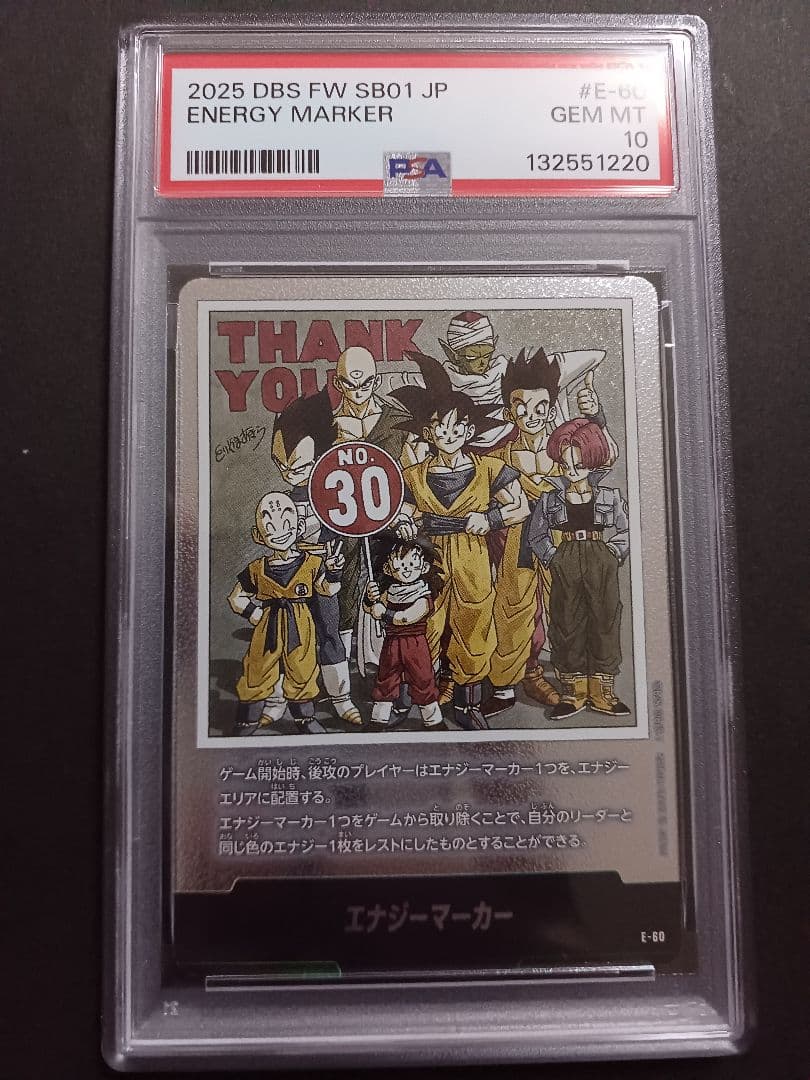 2025 DBS FW SB01 JP
#E-60
ENERGY MARKER
GEM MT
10
PSA
132551220
THANK
YOU
NO.
30
ゲーム開始時、後攻のプレイヤーはエナジーマーカー1つを、エナジー
エリアに配置する。
エナジーマーカー1つをゲームから取り除くことで、自分のリーダーと
同じ色のエナジー1枚をレストにしたものとすることができる。
エナジーマーカー
E-60